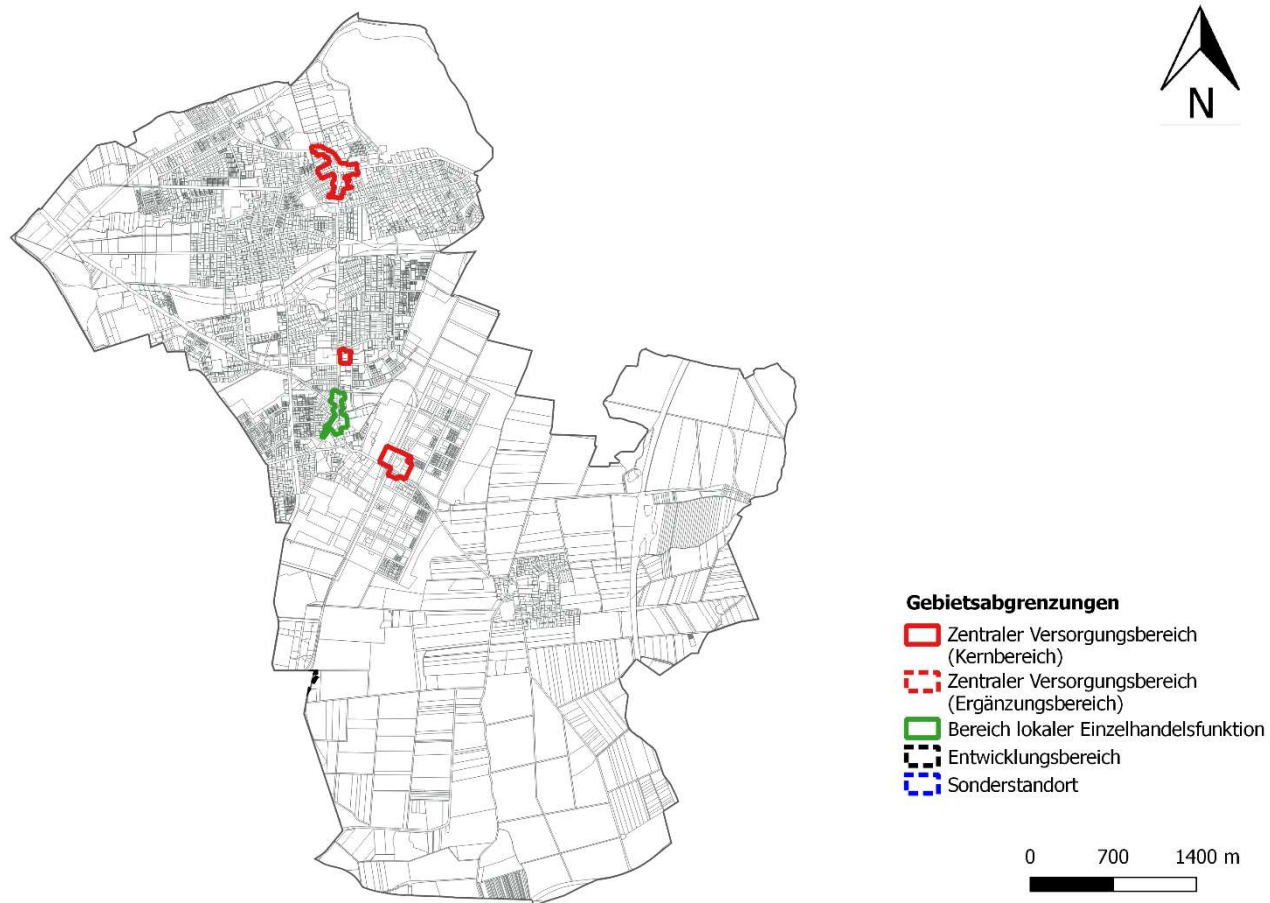 N
Gebietsabgrenzungen
Zentraler Versorgungsbereich
(Kernbereich)
Zentraler Versorgungsbereich
(Ergänzungsbereich)
Bereich lokaler Einzelhandelsfunktion
Entwicklungsbereich
Sonderstandort
0 700 1400 m